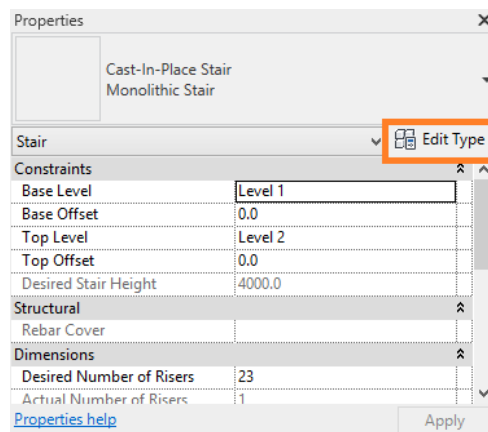 Properties
Cast-In-Place Stair
Monolithic Stair
Stair Edit Type
Constraints
Base Level Level 1
Base Offset 0.0
Top Level Level 2
Top Offset 0.0
Desired Stair Height 4000.0
Structural
Rebar Cover
Dimensions
Desired Number of Risers 23
Actual Number of Risers 1
Properties help Apply